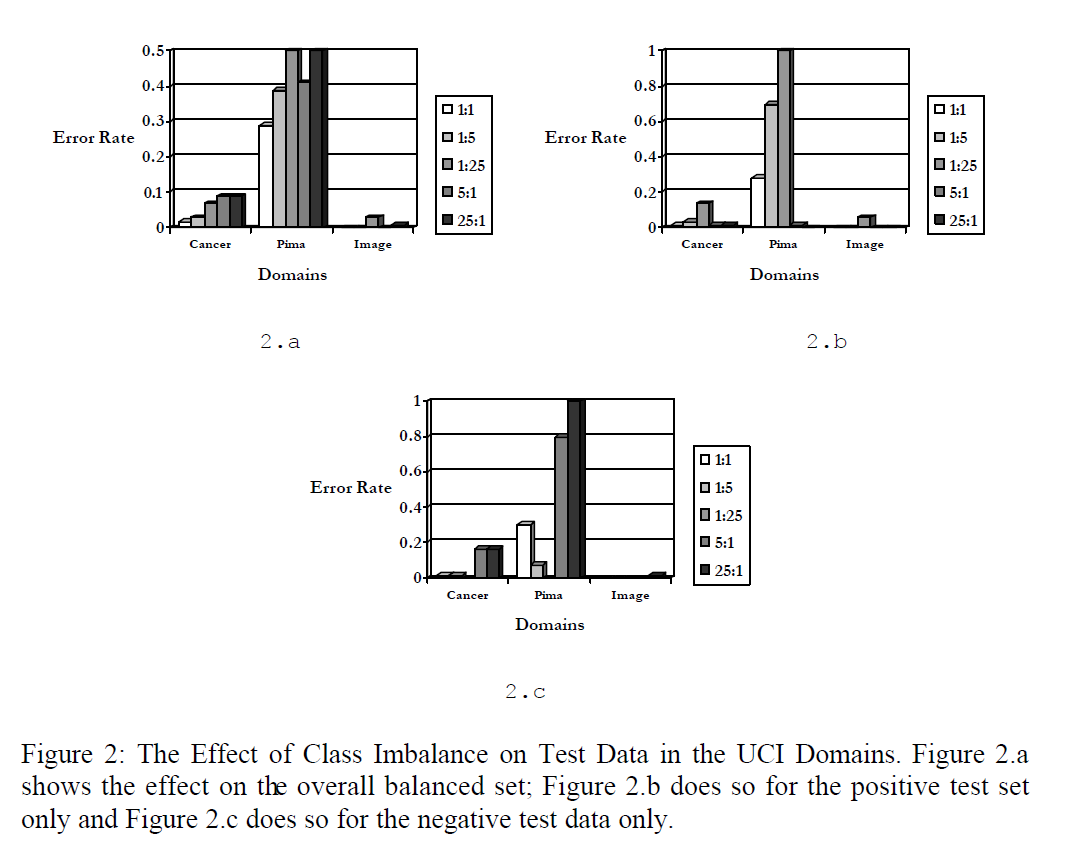 0.5
0.4
0.3
0.2
0.1
0
Error Rate
Cancer Pima Image
Domains
1:1
1:5
1:25
5:1
25:1
2.a
1
0.8
0.6
0.4
0.2
0
Error Rate
Cancer Pima Image
Domains
1:1
1:5
1:25
5:1
25:1
2.b
1
0.8
0.6
0.4
0.2
0
Error Rate
Cancer Pima Image
Domains
1:1
1:5
1:25
5:1
25:1
2.c
Figure 2: The Effect of Class Imbalance on Test Data in the UCI Domains. Figure 2.a
shows the effect on the overall balanced set; Figure 2.b does so for the positive test set
only and Figure 2.c does so for the negative test data only.